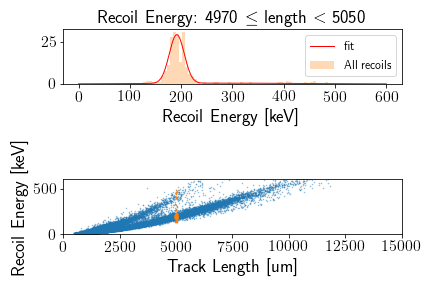 Recoil Energy: 4970 ≤ length < 5050
25
0
fit
All recoils
0 100 200 300 400 500 600
Recoil Energy [keV]
Recoil Energy [keV]
500
0
0 2500 5000 7500 10000 12500 15000
Track Length [um]